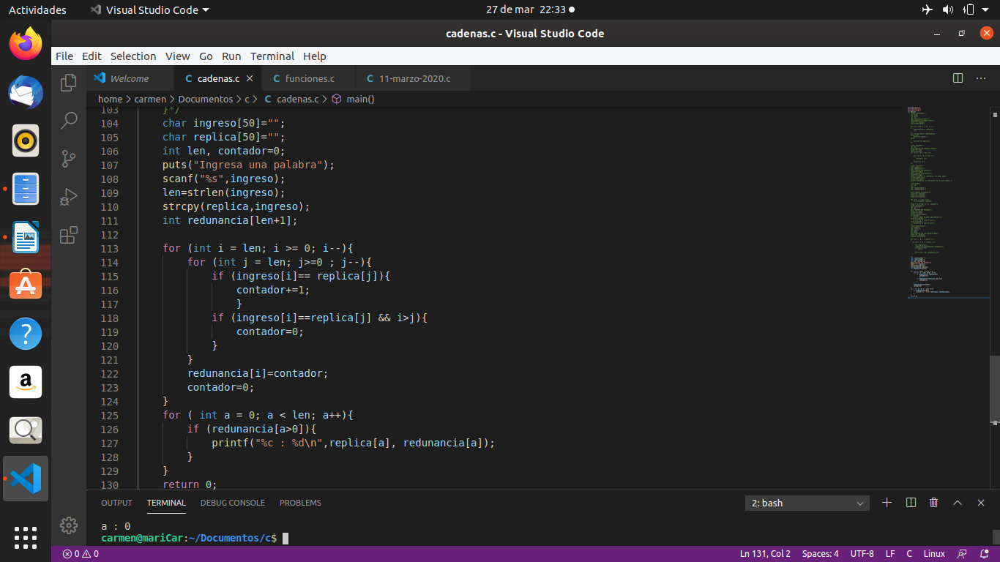 Actividades Visual Studio Code 27 de mar 22:33
cadenas.c - Visual Studio Code
File Edit Selection View Go Run Terminal Help
Welcome C cadenas.c C funciones.c C 11-marzo-2020.c
home > carmen > Documentos > c > C cadenas.c > main()
103 }*/
104 char ingreso[50]="";
105 char replica[50]="";
106 int len, contador=0;
107 puts("Ingresa una palabra");
108 scanf("%s",ingreso);
109 len=strlen(ingreso);
110 strcpy(replica,ingreso);
111 int redunancia[len+1];
112
113 for (int i = len; i >= 0; i--){
114 for (int j = len; j>=0 ; j--){
115 if (ingreso[i]== replica[j]){
116 contador+=1;
117 }
118 if (ingreso[i]==replica[j] && i>j){
119 contador=0;
120 }
121 }
122 redunancia[i]=contador;
123 contador=0;
124 }
125 for ( int a = 0; a < len; a++){
126 if (redunancia[a>0]){
127 printf("%c : %d\n",replica[a], redunancia[a]);
128 }
129 }
130 return 0;
OUTPUT TERMINAL DEBUG CONSOLE PROBLEMS 2: bash
a : 0
carmen@mariCar:~/Documentos/c$
0 0 Ln 131, Col 2 Spaces: 4 UTF-8 LF C Linux